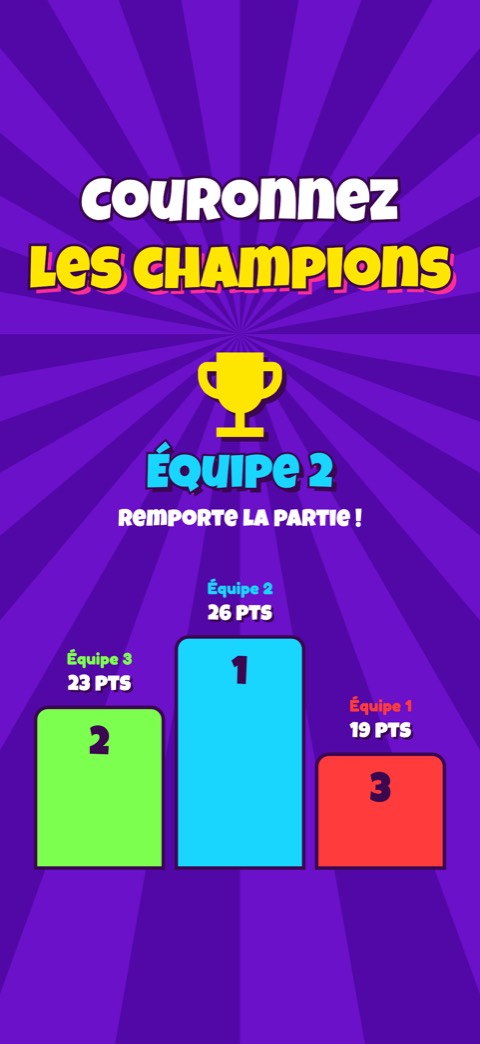 COURONNEZ
LES CHAMPIONS
ÉQUIPE 2
REMPORTE LA PARTIE !
Équipe 2
26 PTS
1
Équipe 3
23 PTS
2
Équipe 1
19 PTS
3